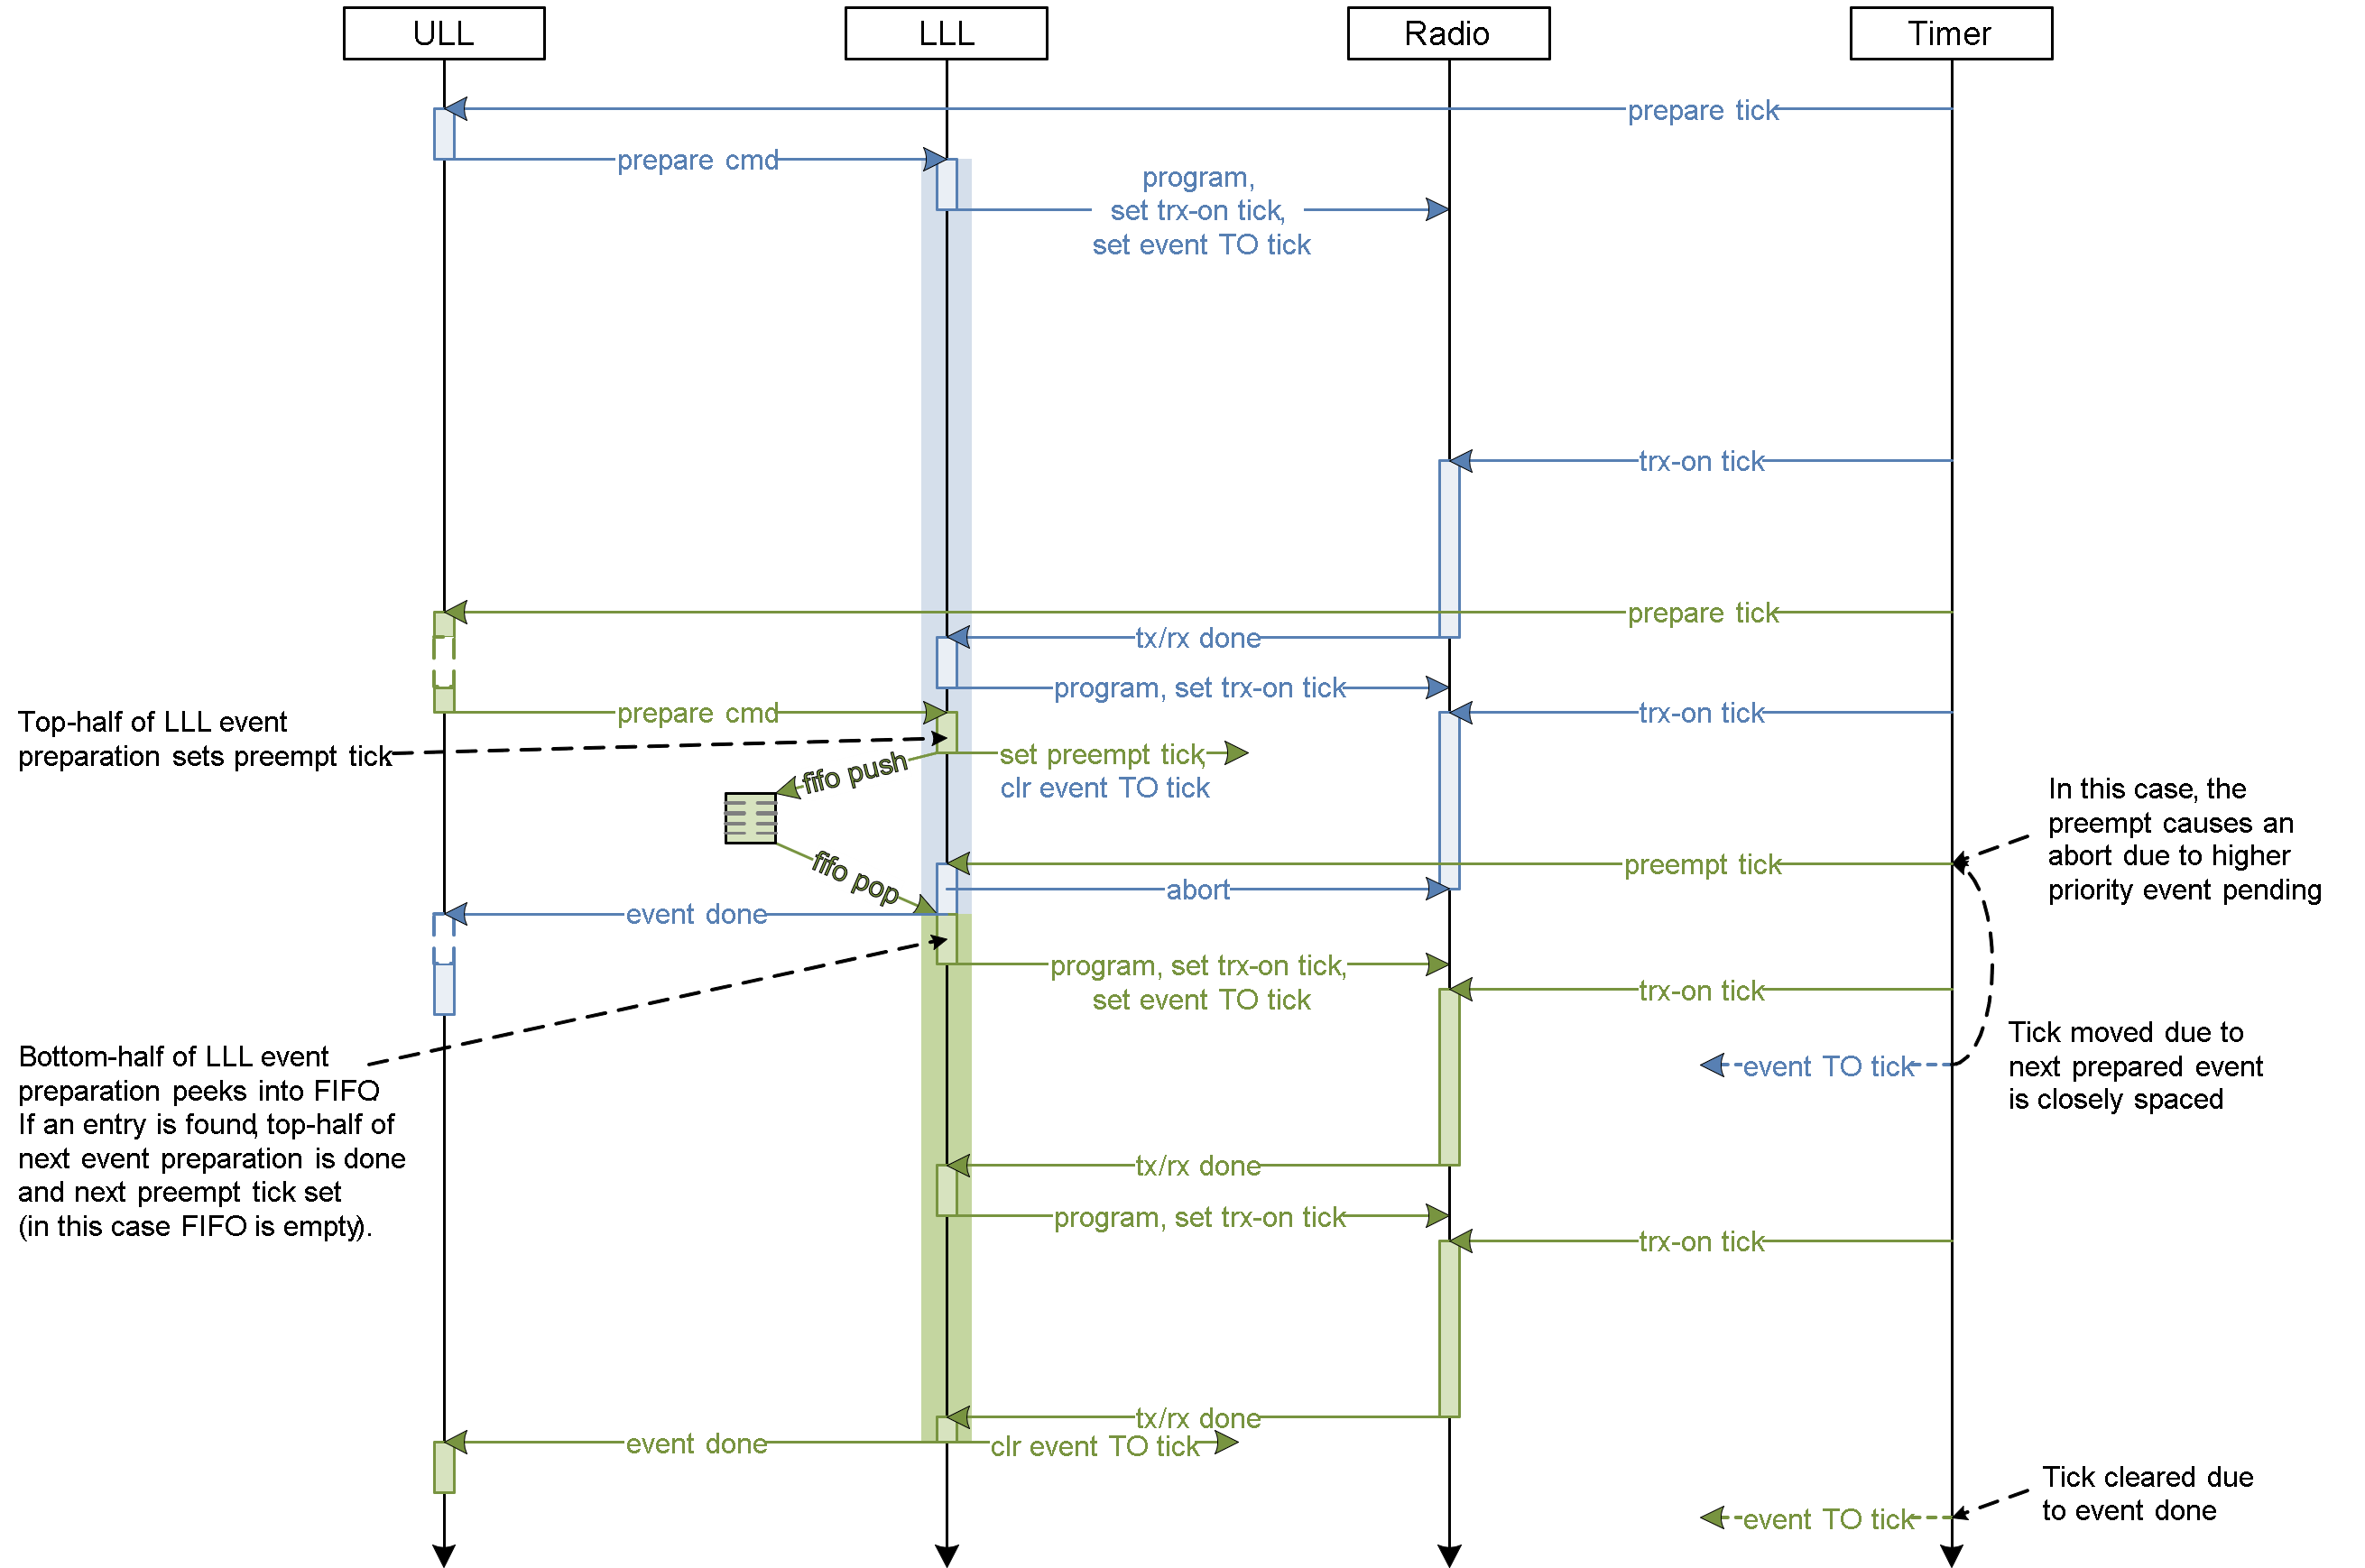 ULL
LLL
Radio
Timer
prepare tick
prepare cmd
program,
set trx-on tick,
set event TO tick
trx-on tick
prepare tick
tx/rx done
program, set trx-on tick
prepare cmd
trx-on tick
Top-half of LLL event
preparation sets preempt tick
set preempt tick,
clr event TO tick
fifo push
In this case, the
preempt causes an
abort due to higher
priority event pending
preempt tick
fifo pop
abort
event done
program, set trx-on tick,
set event TO tick
trx-on tick
Tick moved due to
next prepared event
is closely spaced
event TO tick
Bottom-half of LLL event
preparation peeks into FIFO.
If an entry is found, top-half of
next event preparation is done
and next preempt tick set
(in this case FIFO is empty).
tx/rx done
program, set trx-on tick
trx-on tick
tx/rx done
event done
clr event TO tick
Tick cleared due
to event done
event TO tick